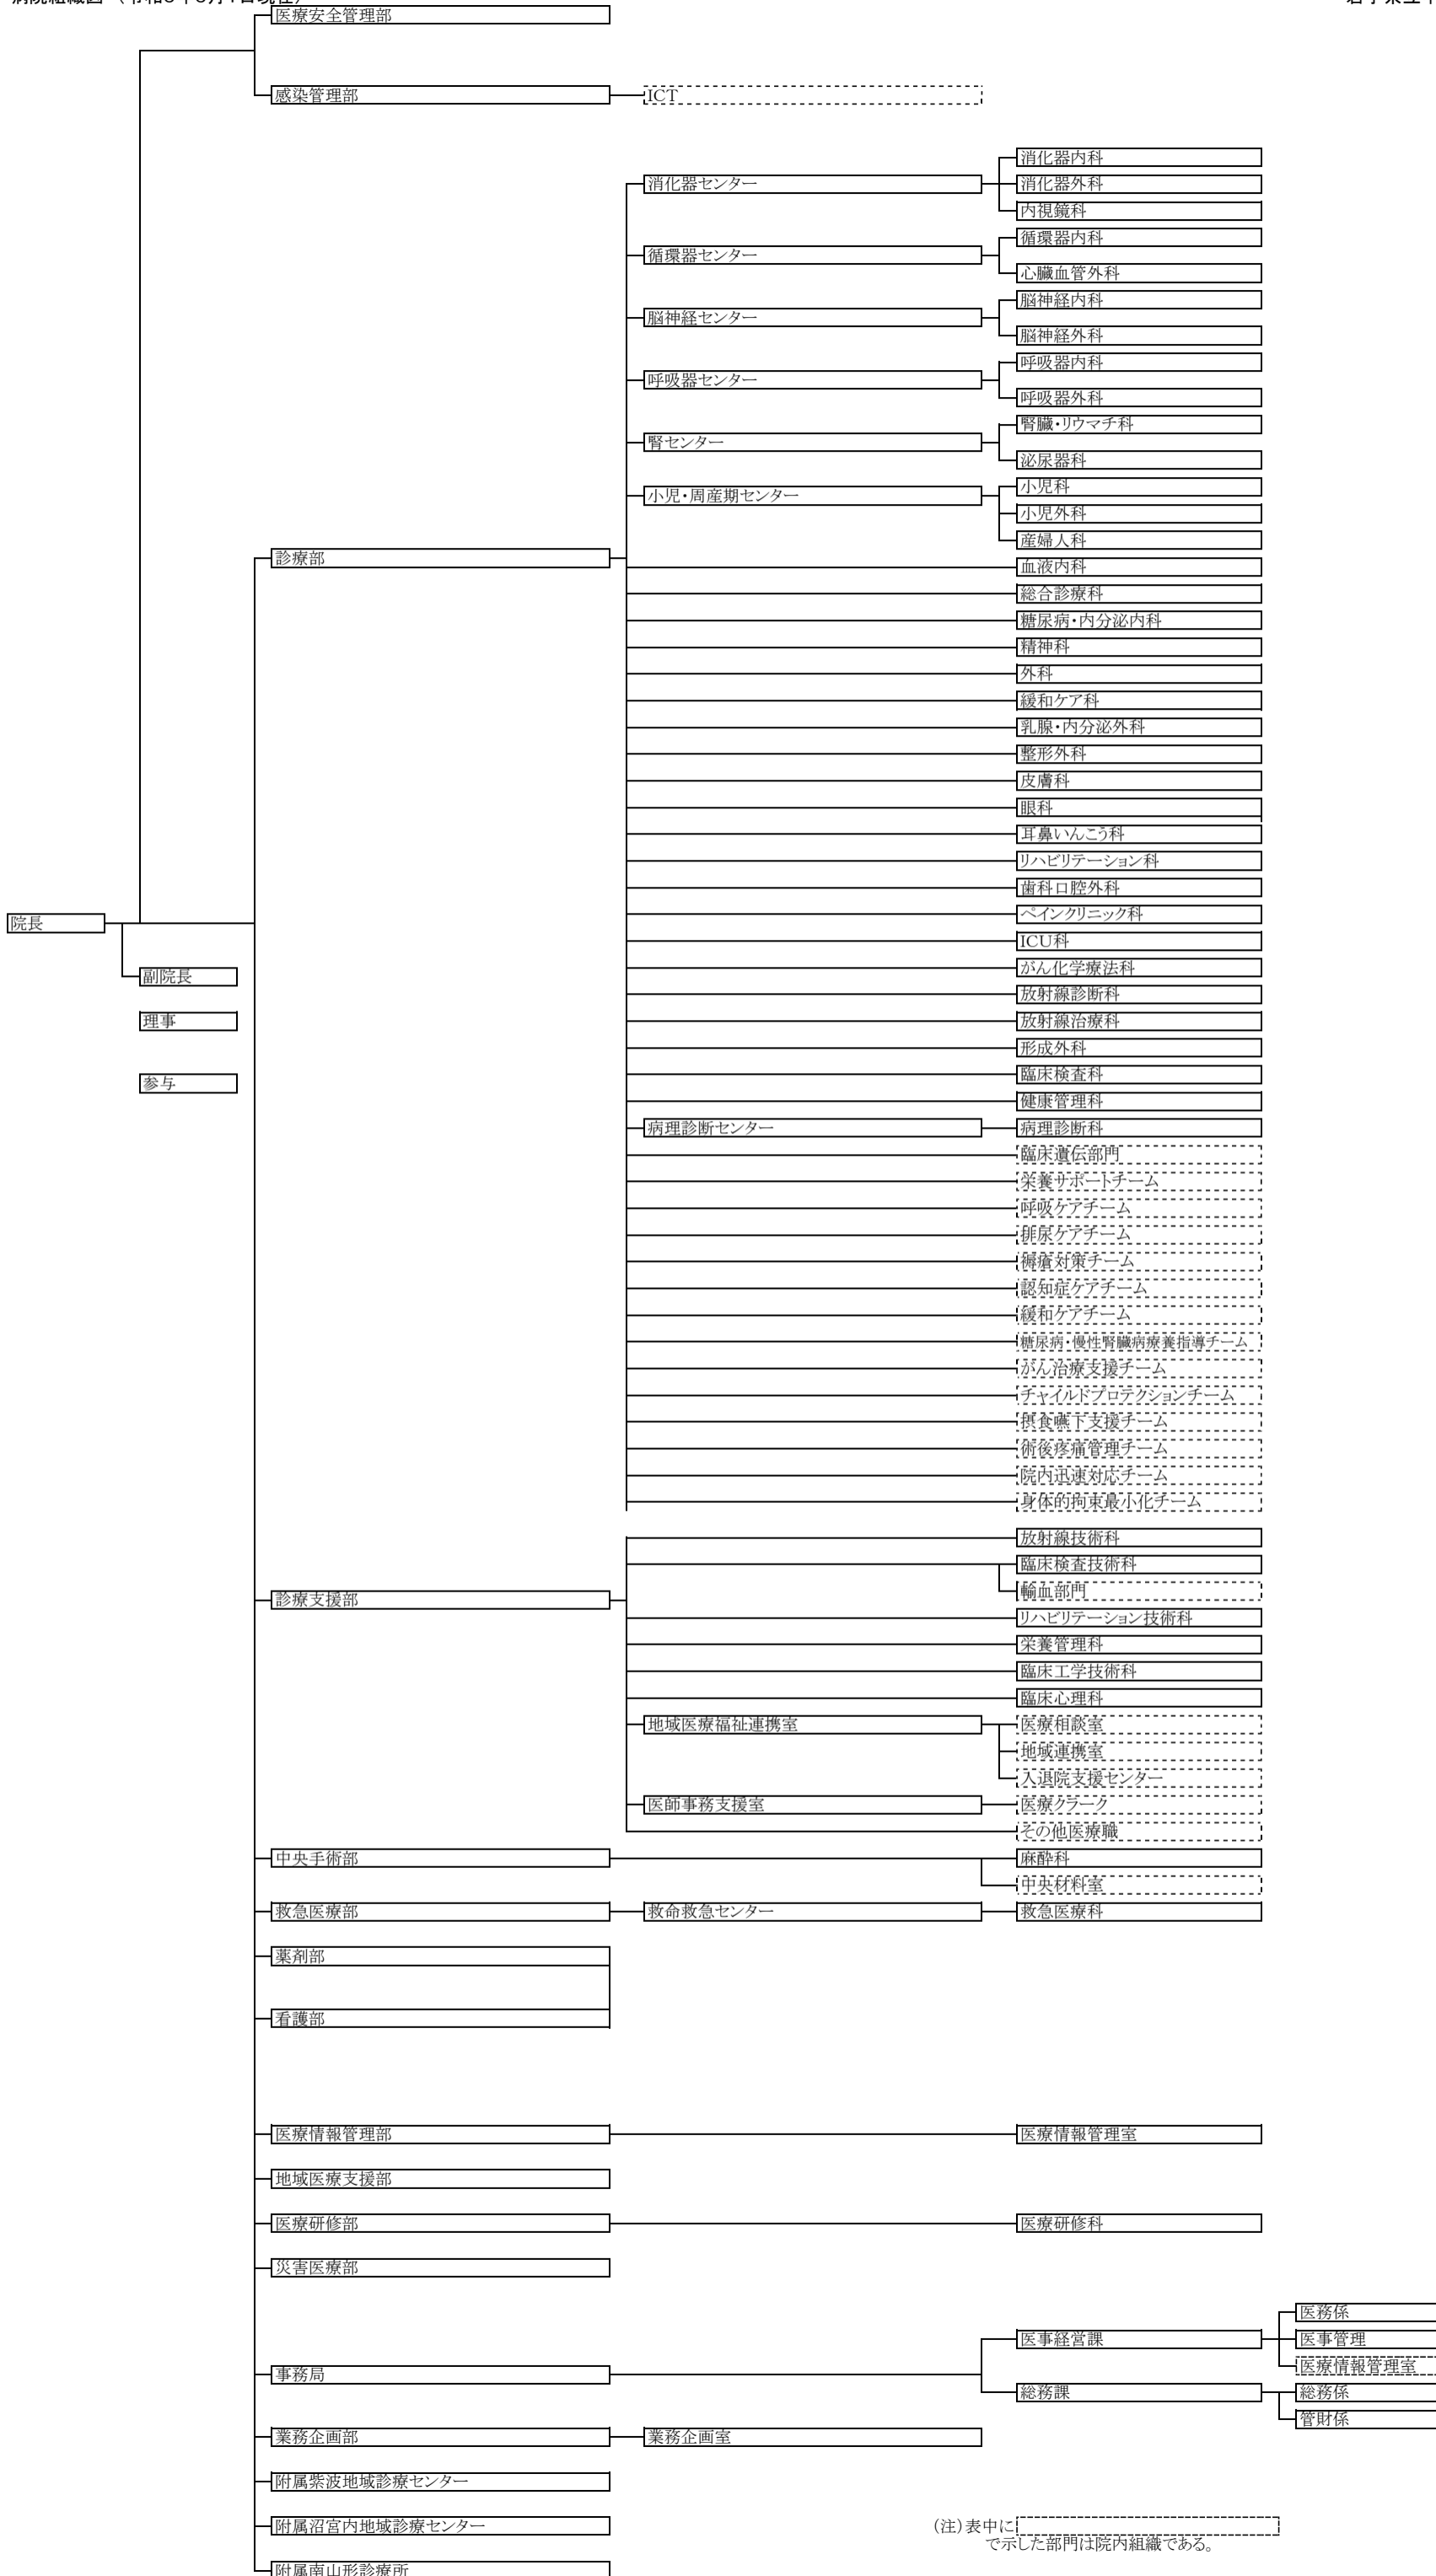 医療安全管理部
感染管理部
ICT
消化器内科
消化器センター
消化器外科
内視鏡科
循環器内科
循環器センター
心臓血管外科
脳神経内科
脳神経センター
脳神経外科
呼吸器内科
呼吸器センター
呼吸器外科
腎臓・リウマチ科
腎センター
泌尿器科
小児科
小児・周産期センター
小児外科
産婦人科
診療部
血液内科
総合診療科
糖尿病・内分泌内科
精神科
外科
緩和ケア科
乳腺・内分泌外科
整形外科
皮膚科
眼科
耳鼻いんこう科
リハビリテーション科
歯科口腔外科
ペインクリニック科
院長
ICU科
がん化学療法科
副院長
放射線診断科
理事
放射線治療科
形成外科
臨床検査科
参与
健康管理科
病理診断センター
病理診断科
臨床遺伝部門
栄養サポートチーム
呼吸ケアチーム
排尿ケアチーム
褥瘡対策チーム
認知症ケアチーム
緩和ケアチーム
糖尿病・慢性腎臓病療養指導チーム
がん治療支援チーム
チャイルドプロテクションチーム
摂食嚥下支援チーム
術後疼痛管理チーム
院内迅速対応チーム
身体的拘束最小化チーム
放射線技術科
臨床検査技術科
輸血部門
診療支援部
リハビリテーション技術科
栄養管理科
臨床工学技術科
臨床心理科
地域医療福祉連携室
医療相談室
地域連携室
入退院支援センター
医師事務支援室
医療クラーク
その他医療職
中央手術部
麻酔科
中央材料室
救急医療部
救命救急センター
救急医療科
薬剤部
看護部
医療情報管理部
医療情報管理室
地域医療支援部
医療研修部
医療研修科
災害医療部
医務係
医事経営課
医事管理
医療情報管理室
事務局
総務課
総務係
管財係
業務企画部
業務企画室
附属紫波地域診療センター
附属沼宮内地域診療センター
（注）表中に
で示した部門は院内組織である。
附属南山形診療所